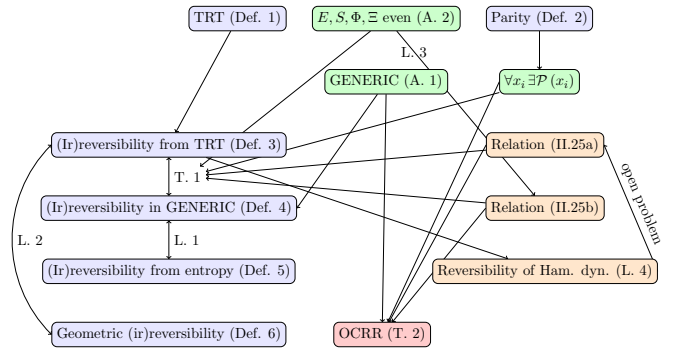 TRT (Def. 1)
E, S, Φ, Ξ even (A. 2)
Parity (Def. 2)
L. 3
GENERIC (A. 1)
∀xᵢ ∃𝒫 (xᵢ)
(Ir)reversibility from TRT (Def. 3)
Relation (II.25a)
T. 1
open problem
(Ir)reversibility in GENERIC (Def. 4)
Relation (II.25b)
L. 2
L. 1
(Ir)reversibility from entropy (Def. 5)
Reversibility of Ham. dyn. (L. 4)
Geometric (ir)reversibility (Def. 6)
OCRR (T. 2)